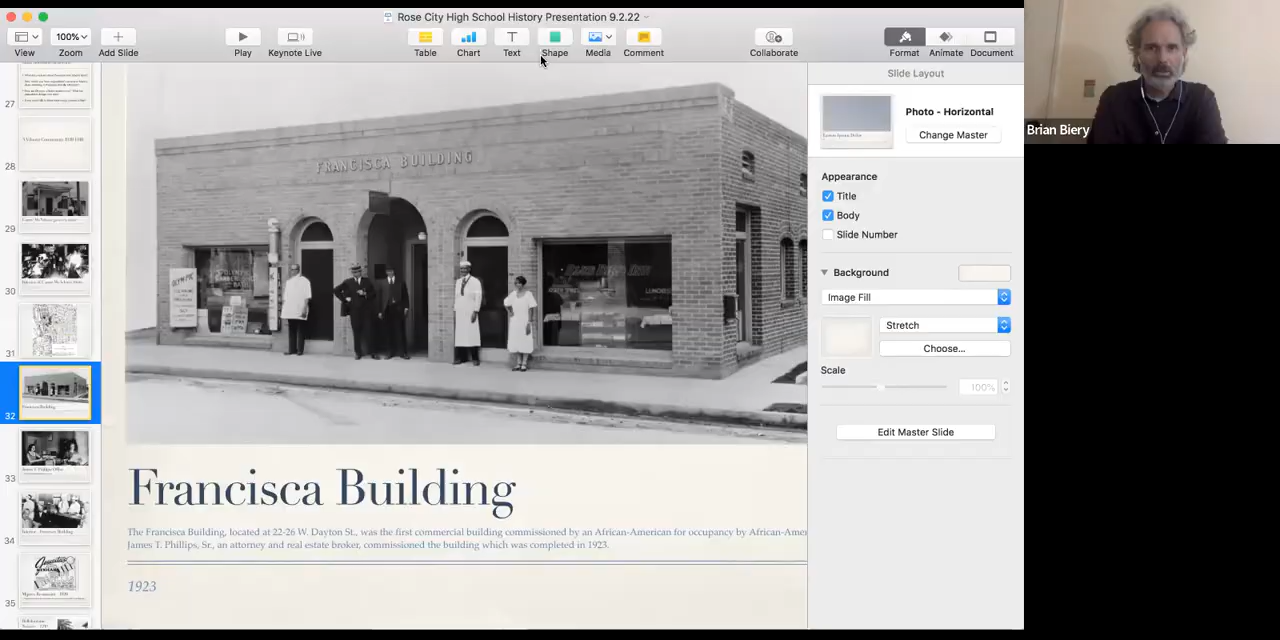 Rose City High School History Presentation 9.2.22
View
100%
Zoom
Add Slide
Play
Keynote Live
Table
Chart
Text
Shape
Media
Comment
Collaborate
Format
Animate
Document
Brian Biery
27
28
29
30
31
32
33
34
35
FRANCISCA BUILDING
OLYMPIC
Francisca Building
The Francisca Building, located at 22-26 W. Dayton St., was the first commercial building commissioned by an African-American for occupancy by African-Amer
James T. Phillips, Sr., an attorney and real estate broker, commissioned the building which was completed in 1923.
1923
Slide Layout
Photo - Horizontal
Change Master
Appearance
Title
Body
Slide Number
Background
Image Fill
Stretch
Choose...
Scale
100%
Edit Master Slide